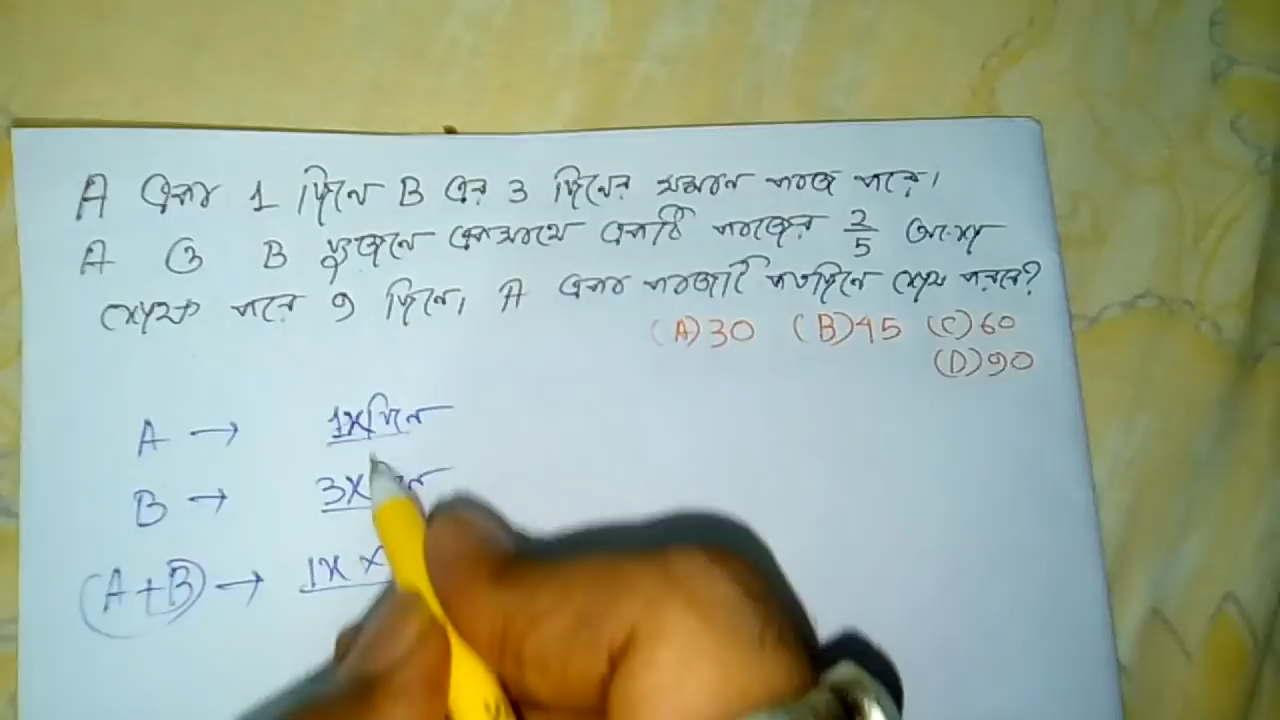 A একা 1 দিনে B এর 3 দিনের সমান কাজ করে।
A ও B দুজনে একসাথে একটি কাজের 2/5 অংশ
শেষ করে 9 দিনে। A একা কাজটি কতদিনে শেষ করবে?
(A) 30 (B) 45 (C) 60
(D) 90
A → 1x দিন
B → 3x
(A+B) → 1x x